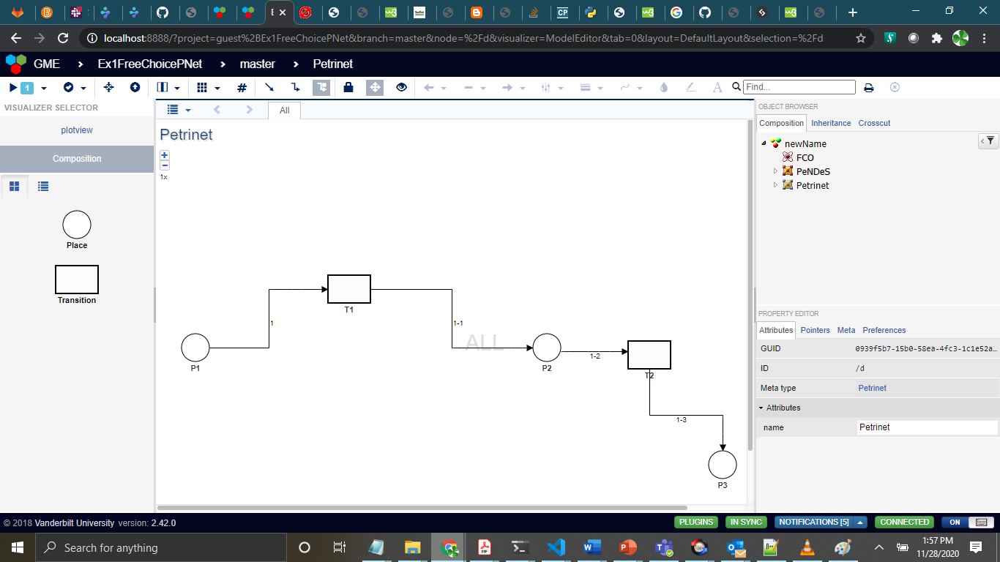 E
CP
localhost:8888/?project=guest%2BEx1FreeChoicePNet&branch=master&node=%2Fd&visualizer=ModelEditor&tab=0&layout=DefaultLayout&selection=%2Fd
GME
Ex1FreeChoicePNet
master
Petrinet
1
Find...
VISUALIZER SELECTOR
plotview
Composition
Place
Transition
All
Petrinet
1x
ALL
T1
1
1-1
P1
P2
1-2
T2
1-3
P3
OBJECT BROWSER
Composition
Inheritance
Crosscut
newName
FCO
PeNDeS
Petrinet
PROPERTY EDITOR
Attributes
Pointers
Meta
Preferences
GUID
0939f5b7-15b0-58ea-4fc3-1c1e52a…
ID
/d
Meta type
Petrinet
Attributes
name
Petrinet
© 2018 Vanderbilt University version: 2.42.0
PLUGINS
IN SYNC
NOTIFICATIONS [5]
CONNECTED
ON
Search for anything
1:57 PM
11/28/2020